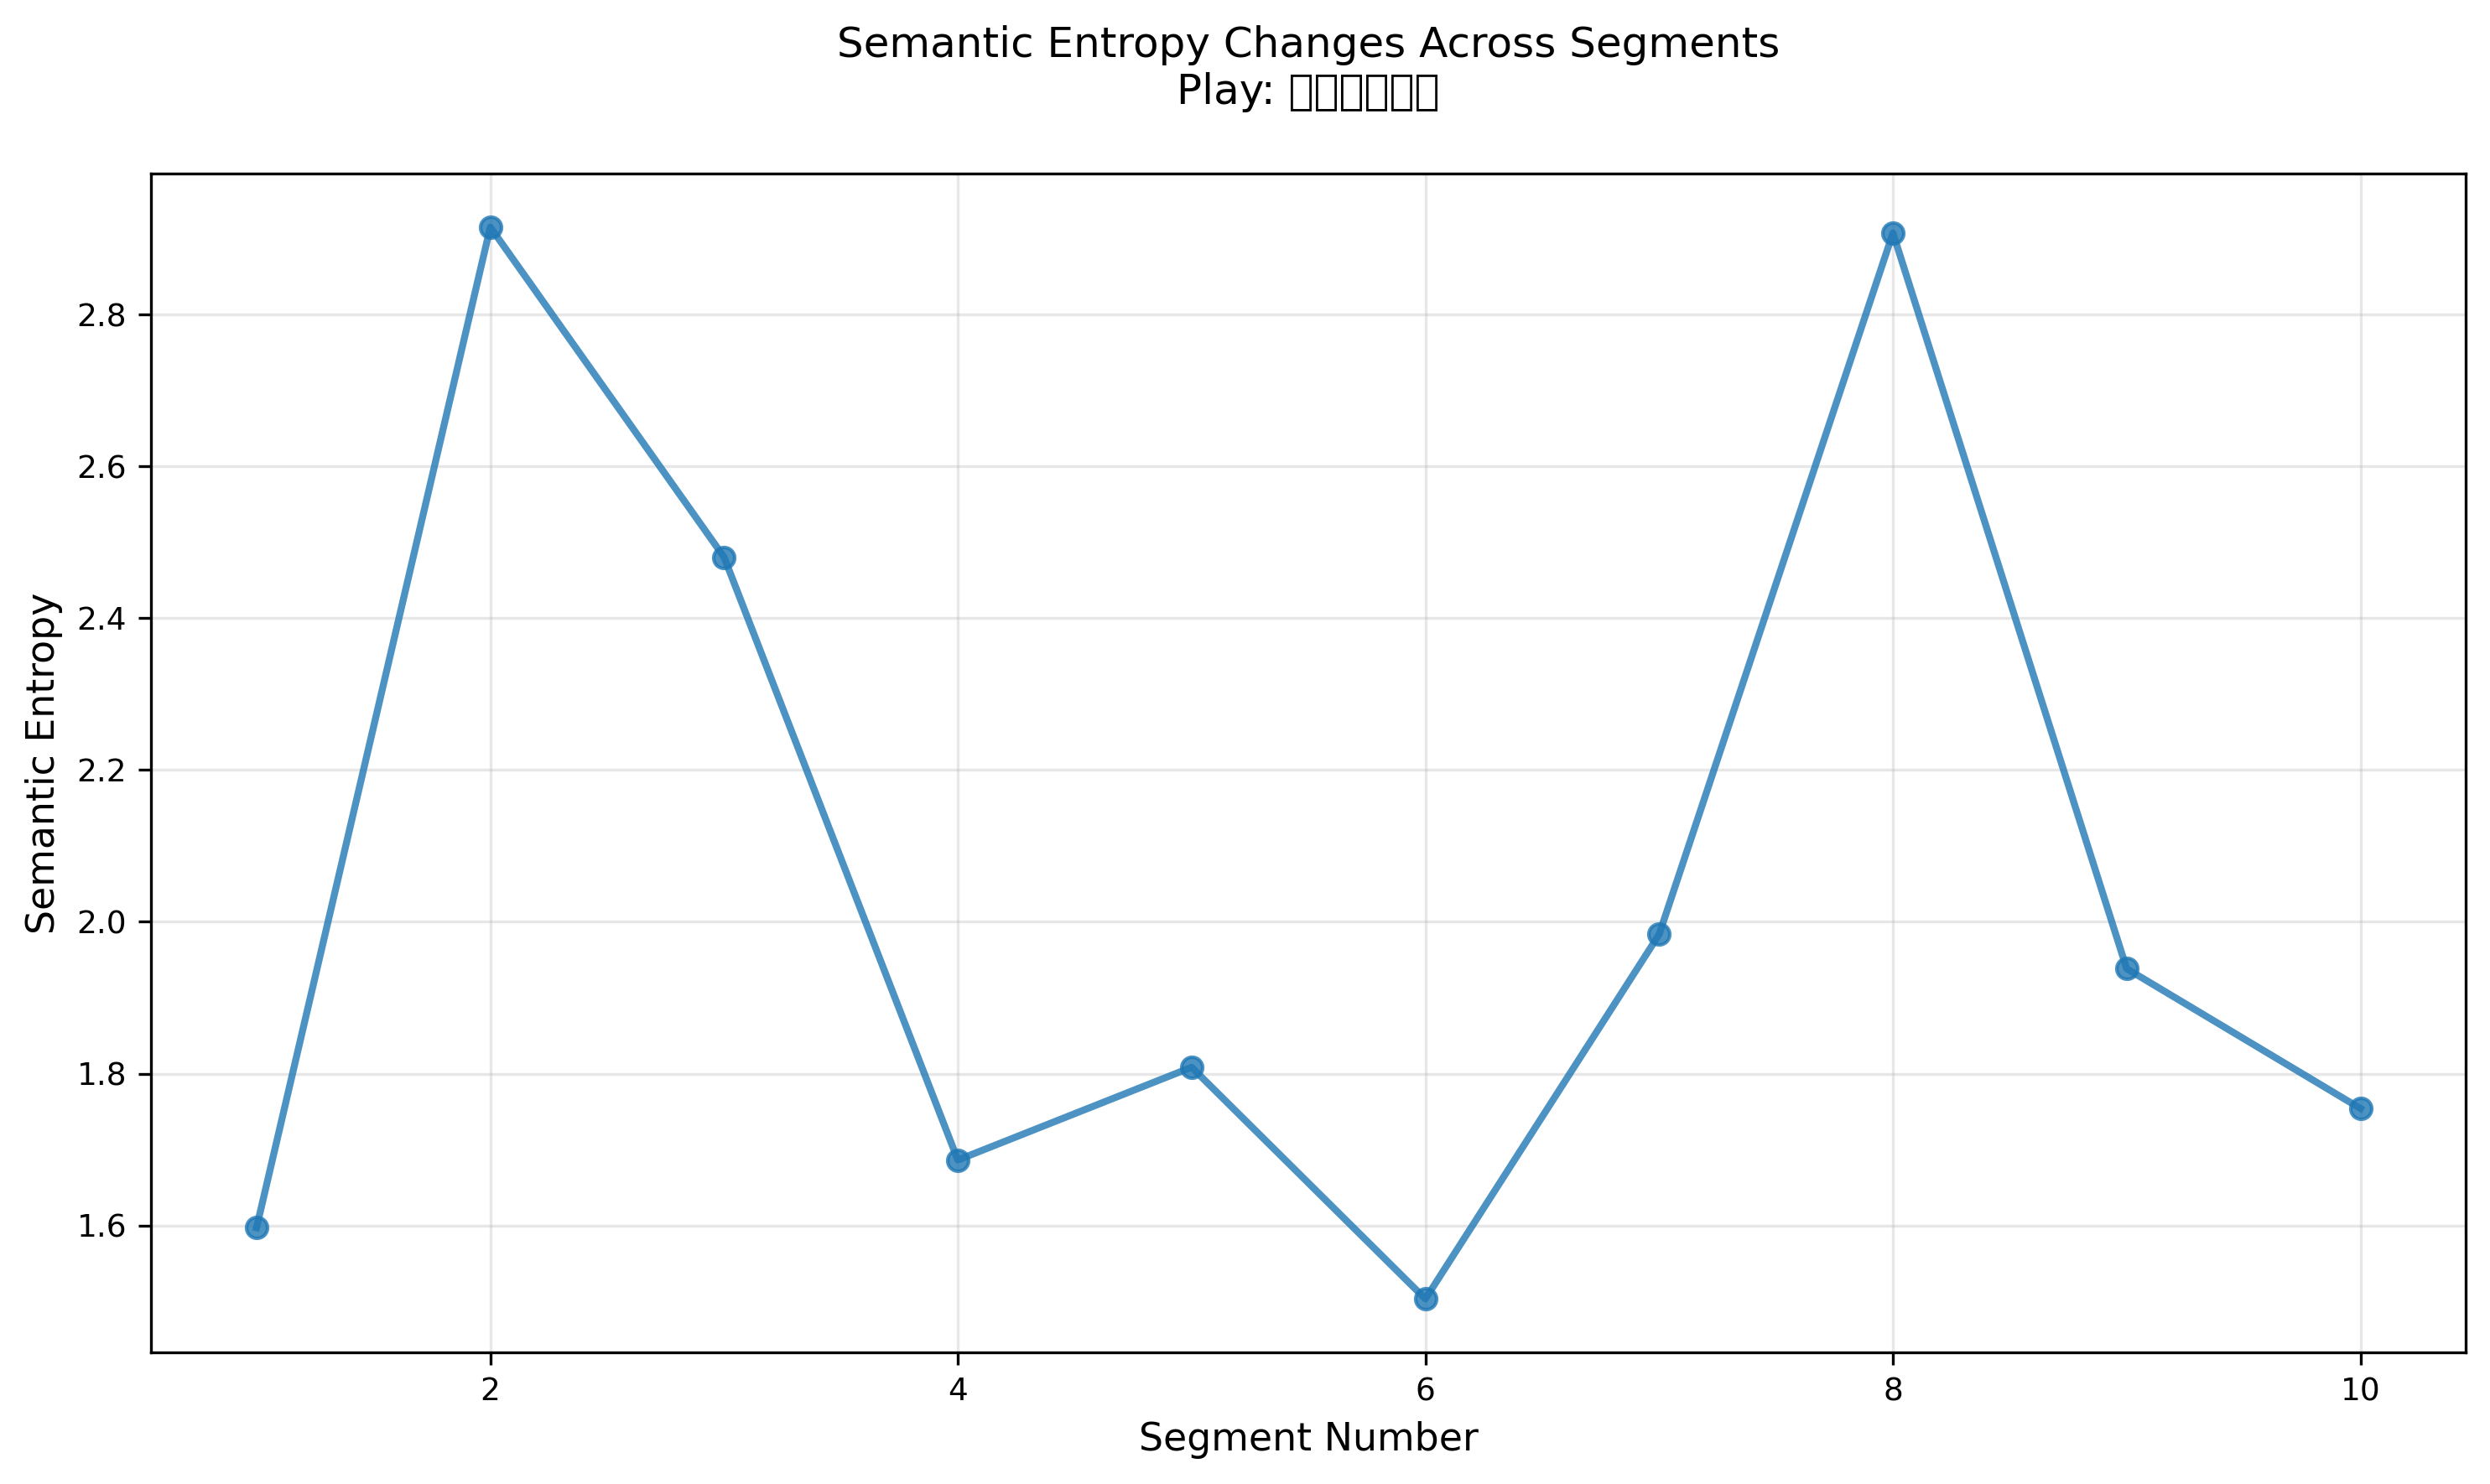 Semantic Entropy Changes Across Segments
Play: □□□□□□
Semantic Entropy
2.8
2.6
2.4
2.2
2.0
1.8
1.6
2 4 6 8 10
Segment Number